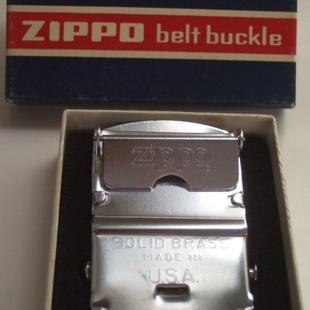 ZIPPO belt buckle
Zippo
SOLID BRASS
MADE IN
U.S.A.